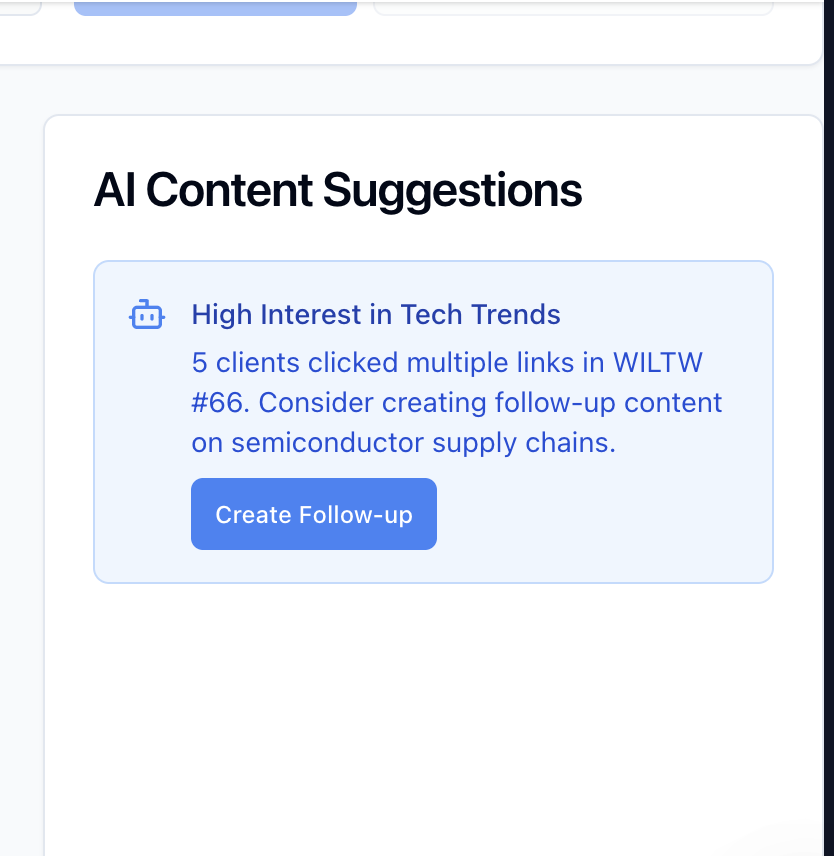 AI Content Suggestions
High Interest in Tech Trends
5 clients clicked multiple links in WILTW
#66. Consider creating follow-up content
on semiconductor supply chains.
Create Follow-up